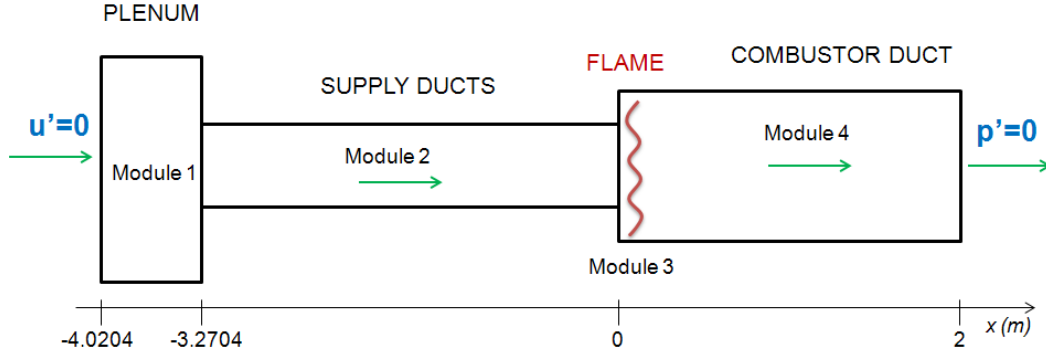 PLENUM
SUPPLY DUCTS
FLAME
COMBUSTOR DUCT
u'=0
p'=0
Module 1
Module 2
Module 4
Module 3
-4.0204
-3.2704
0
2
x (m)